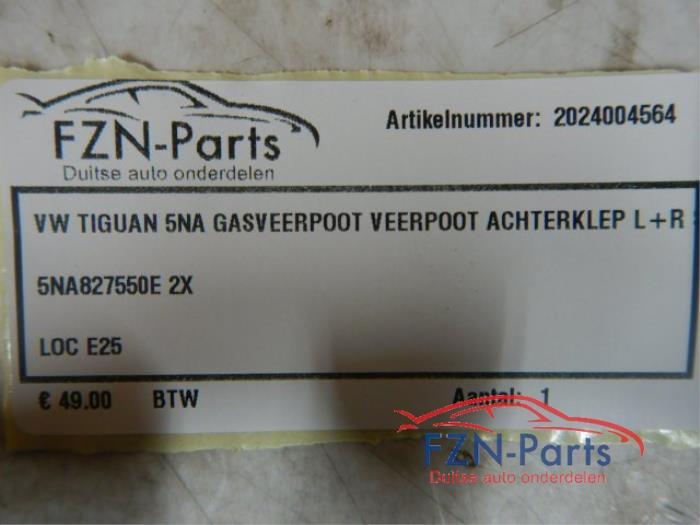 FZN-Parts
Duitse auto onderdelen
Artikelnummer: 2024004564
VW TIGUAN 5NA GASVEERPOOT VEERPOOT ACHTERKLEP L+R
5NA827550E 2X
LOC E25
€ 49.00 BTW Aantal: 1
FZN-Parts
Duitse auto onderdelen